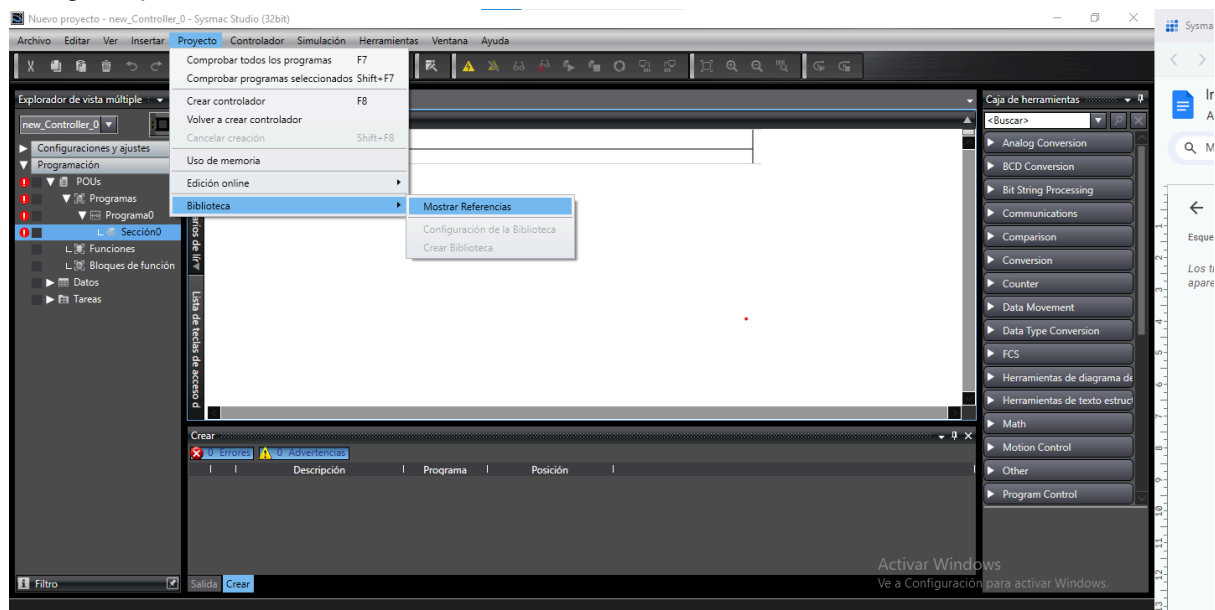 Nuevo proyecto - new_Controller_0 - Sysmac Studio (32bit)
Sysma
Archivo Editar Ver Insertar Proyecto Controlador Simulación Herramientas Ventana Ayuda
Comprobar todos los programas F7
Comprobar programas seleccionados Shift+F7
Crear controlador F8
Volver a crear controlador
Cancelar creación Shift+F8
Uso de memoria
Edición online
Biblioteca
Mostrar Referencias
Configuración de la Biblioteca
Crear Biblioteca
Explorador de vista múltiple
new_Controller_0
Configuraciones y ajustes
Programación
POUs
Programas
Programa0
Sección0
Funciones
Bloques de función
Datos
Tareas
Filtro
Lista de teclas de acceso d
Caja de herramientas
<Buscar>
Analog Conversion
BCD Conversion
Bit String Processing
Communications
Comparison
Conversion
Counter
Data Movement
Data Type Conversion
FCS
Herramientas de diagrama de
Herramientas de texto estruct
Math
Motion Control
Other
Program Control
Crear
0 Errores 0 Advertencias
Descripción Programa Posición
Salida Crear
Activar Windows
Ve a Configuración para activar Windows.
Esque
Los t
apare